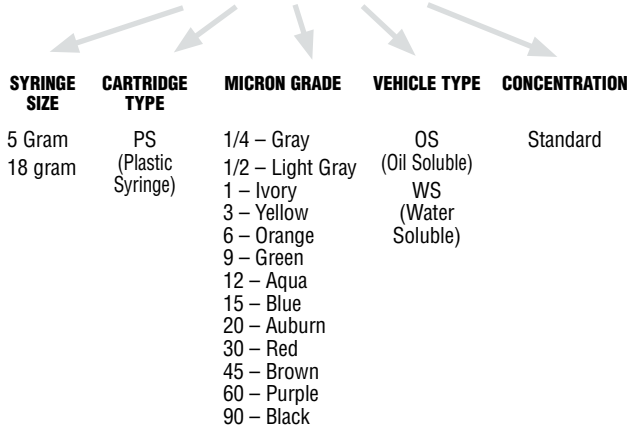 SYRINGE
SIZE
5 Gram
18 gram
CARTRIDGE
TYPE
PS
(Plastic
Syringe)
MICRON GRADE
1/4 – Gray
1/2 – Light Gray
1 – Ivory
3 – Yellow
6 – Orange
9 – Green
12 – Aqua
15 – Blue
20 – Auburn
30 – Red
45 – Brown
60 – Purple
90 – Black
VEHICLE TYPE
OS
(Oil Soluble)
WS
(Water
Soluble)
CONCENTRATION
Standard